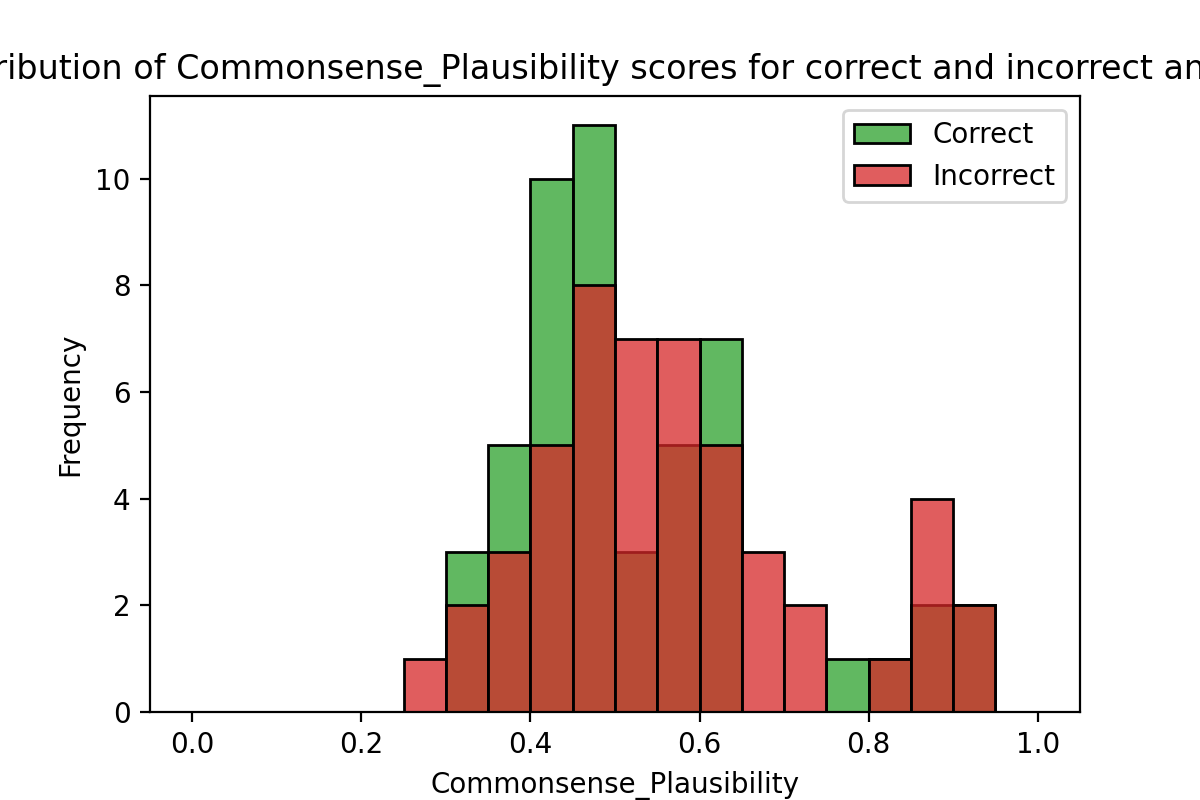 ribution of Commonsense_Plausibility scores for correct and incorrect an
Correct
Incorrect
Frequency
10
8
6
4
2
0
0.0 0.2 0.4 0.6 0.8 1.0
Commonsense_Plausibility